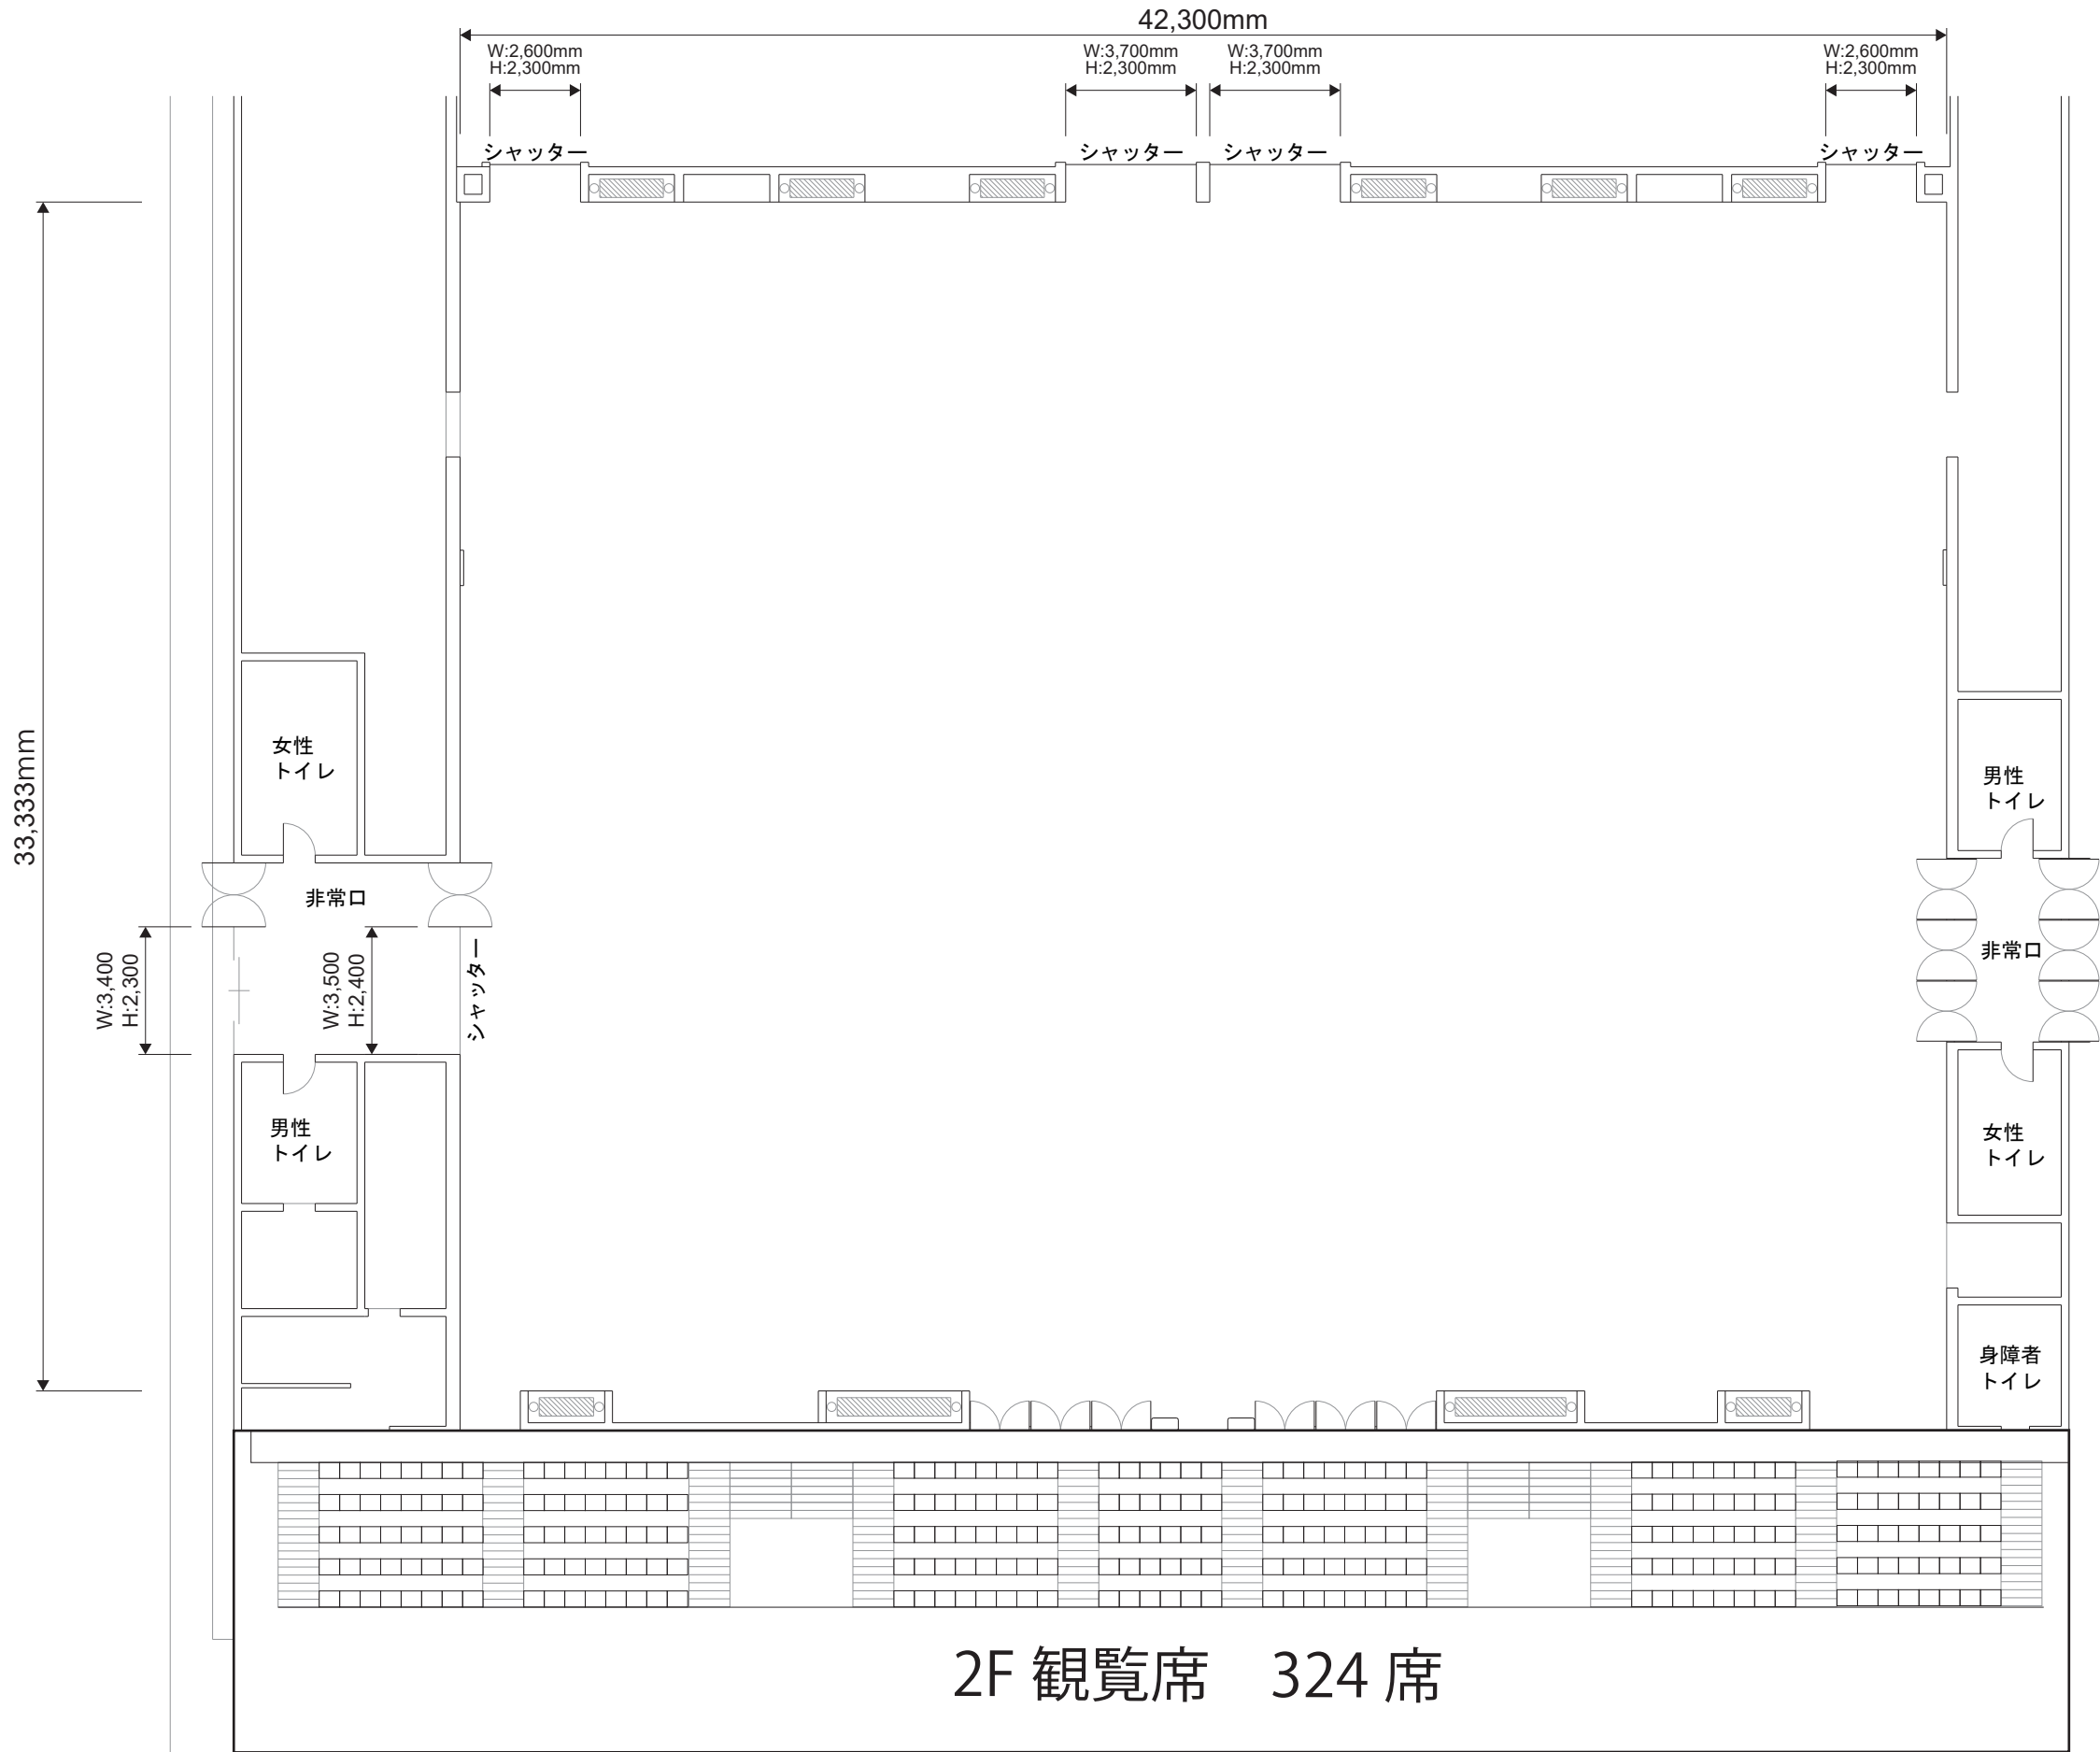 42,300mm
W:2,600mm
H:2,300mm
W:3,700mm
H:2,300mm
W:3,700mm
H:2,300mm
W:2,600mm
H:2,300mm
シャッター
シャッター
シャッター
シャッター
33,333mm
女性
トイレ
男性
トイレ
非常口
W:3,400
H:2,300
W:3,500
H:2,400
シャッター
非常口
男性
トイレ
女性
トイレ
身障者
トイレ
2F 観覧席　324 席